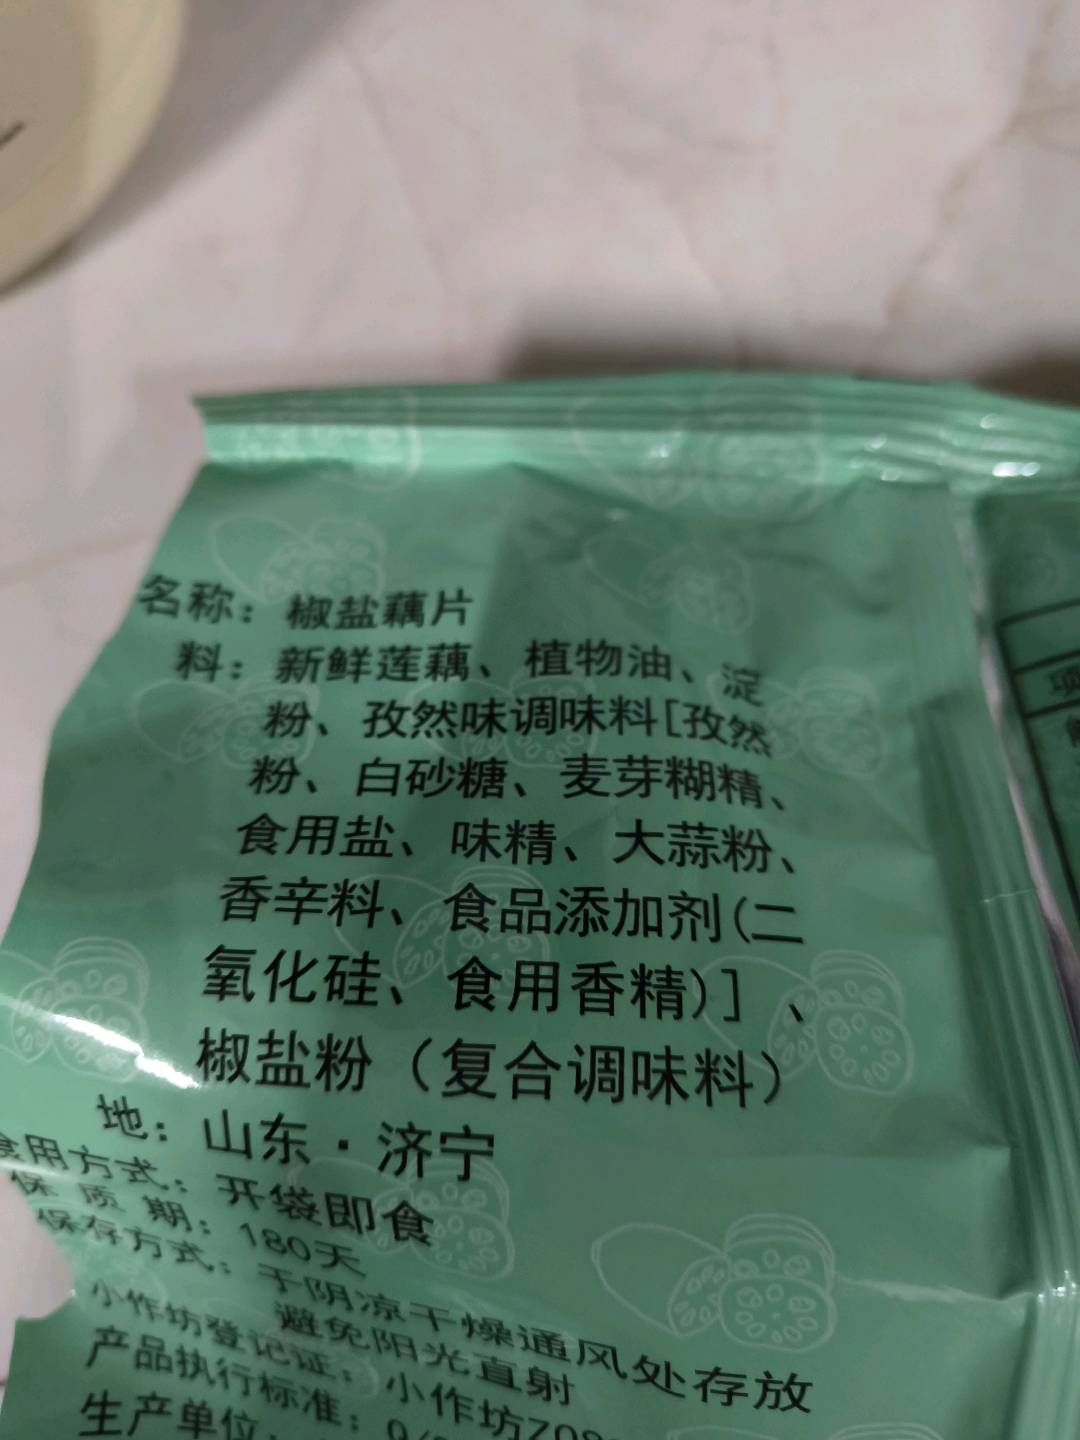 名称：椒盐藕片
料：新鲜莲藕、植物油、淀
粉、孜然味调味料[孜然
粉、白砂糖、麦芽糊精、
食用盐、味精、大蒜粉、
香辛料、食品添加剂(二
氧化硅、食用香精)]、
椒盐粉（复合调味料）
地：山东·济宁
食用方式：开袋即食
保质期：180天
保存方式：于阴凉干燥通风处存放
避免阳光直射
小作坊登记证：小作坊Z08
产品执行标准：Q/
生产单位
项